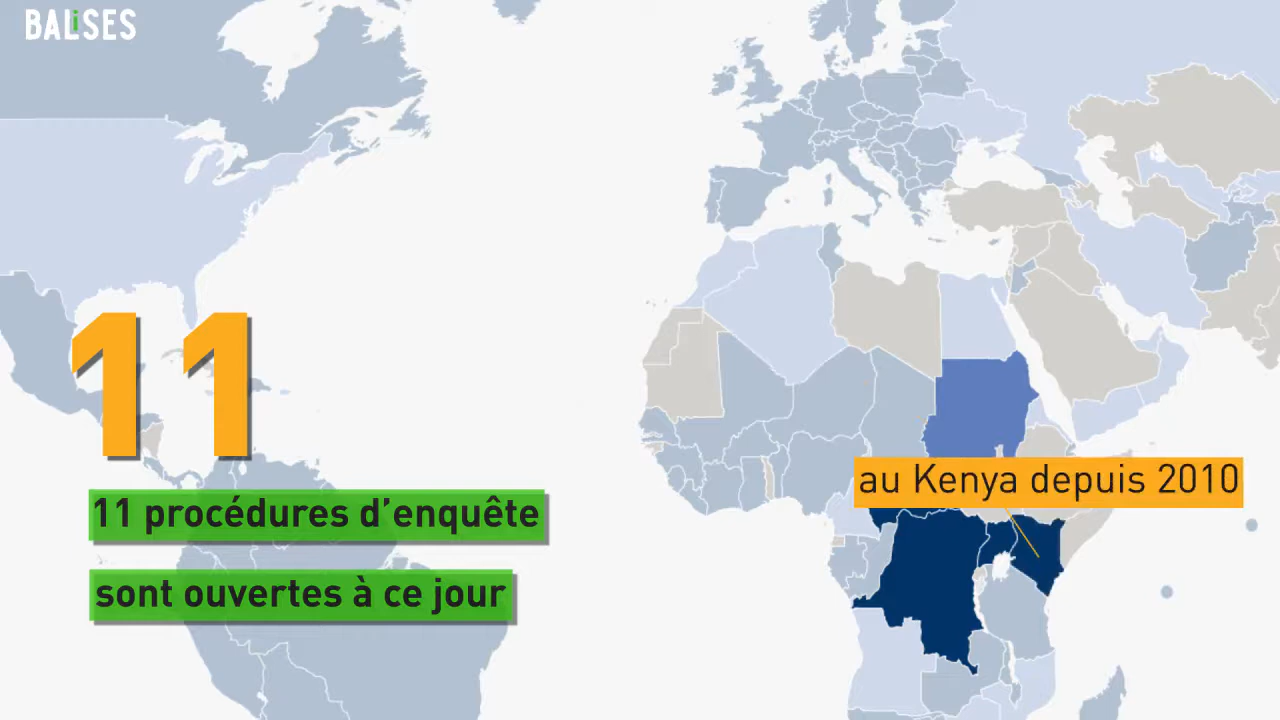 BALiSES
11
au Kenya depuis 2010
11 procédures d’enquête
sont ouvertes à ce jour